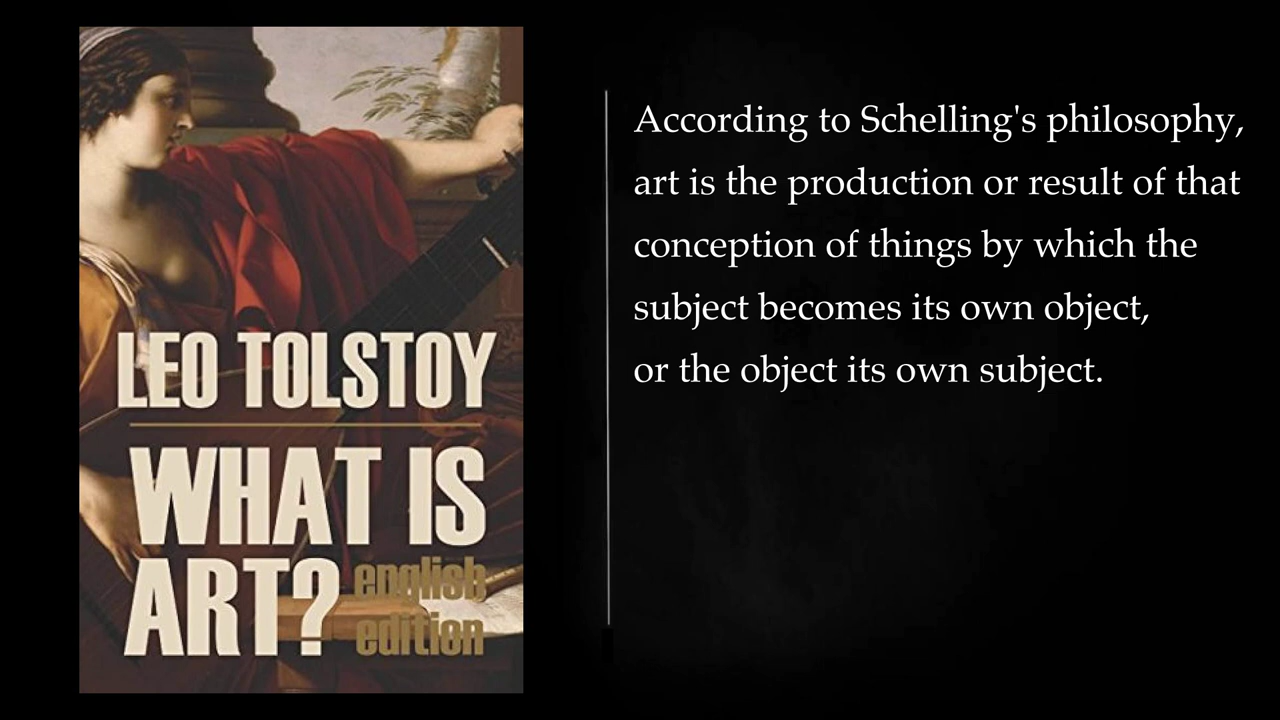 LEO TOLSTOY
WHAT IS
ART?
english
edition
According to Schelling's philosophy,
art is the production or result of that
conception of things by which the
subject becomes its own object,
or the object its own subject.